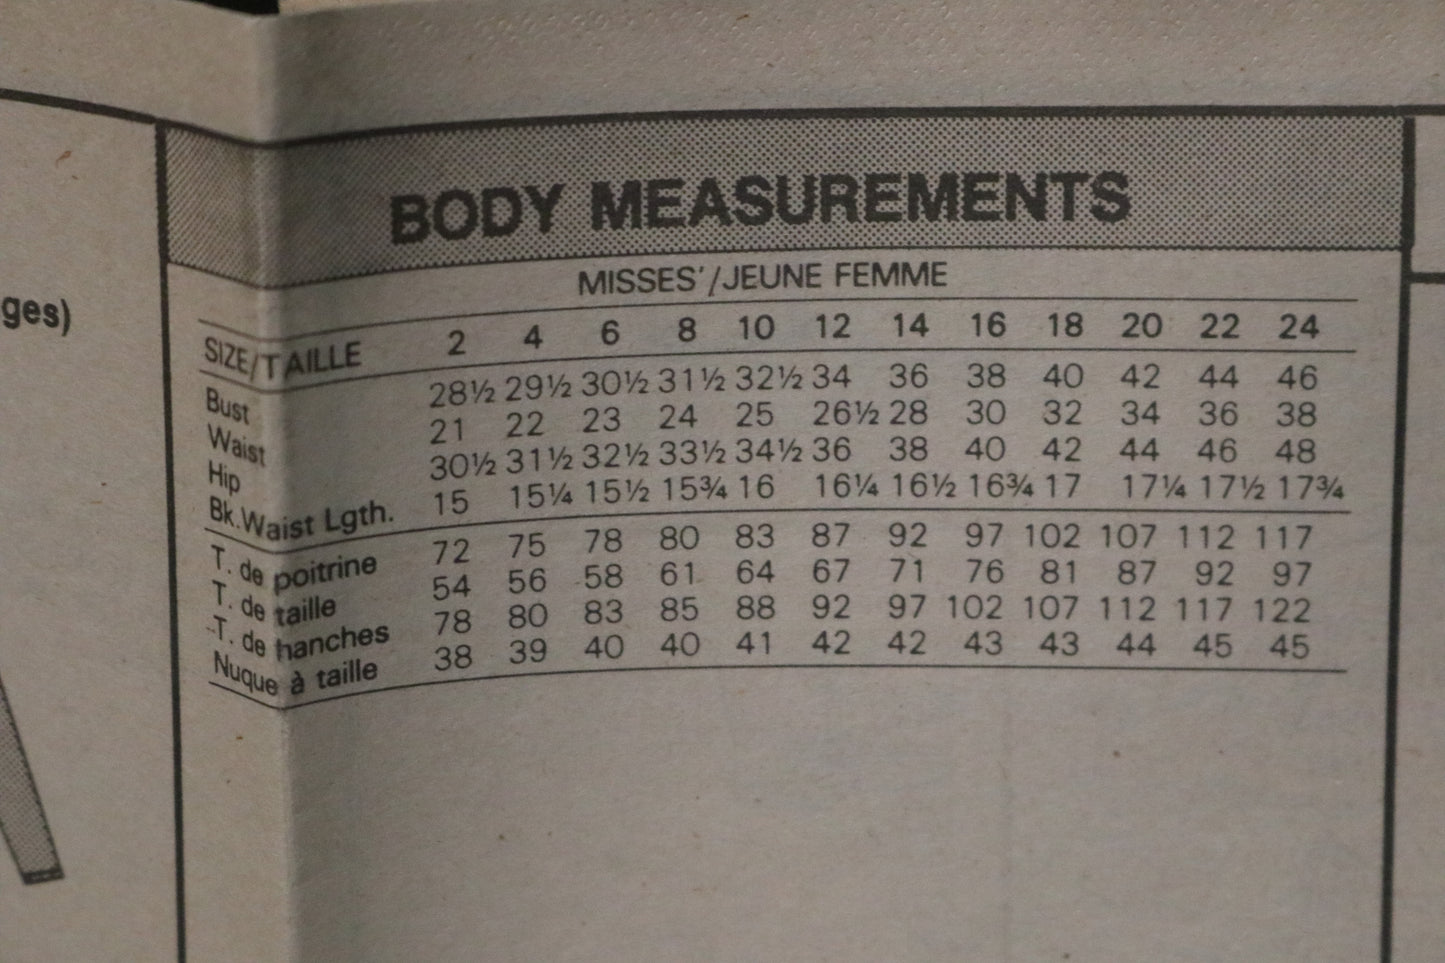 ges)
BODY MEASUREMENTS
MISSES'/JEUNE FEMME
SIZE/TAILLE 2 4 6 8 10 12 14 16 18 20 22 24
Bust 28½ 29½ 30½ 31½ 32½ 34 36 38 40 42 44 46
Waist 21 22 23 24 25 26½ 28 30 32 34 36 38
Hip 30½ 31½ 32½ 33½ 34½ 36 38 40 42 44 46 48
Bk.Waist Lgth. 15 15¼ 15½ 15¾ 16 16¼ 16½ 16¾ 17 17¼ 17½ 17¾
T. de poitrine 72 75 78 80 83 87 92 97 102 107 112 117
T. de taille 54 56 58 61 64 67 71 76 81 87 92 97
T. de hanches 78 80 83 85 88 92 97 102 107 112 117 122
Nuque à taille 38 39 40 40 41 42 42 43 43 44 45 45